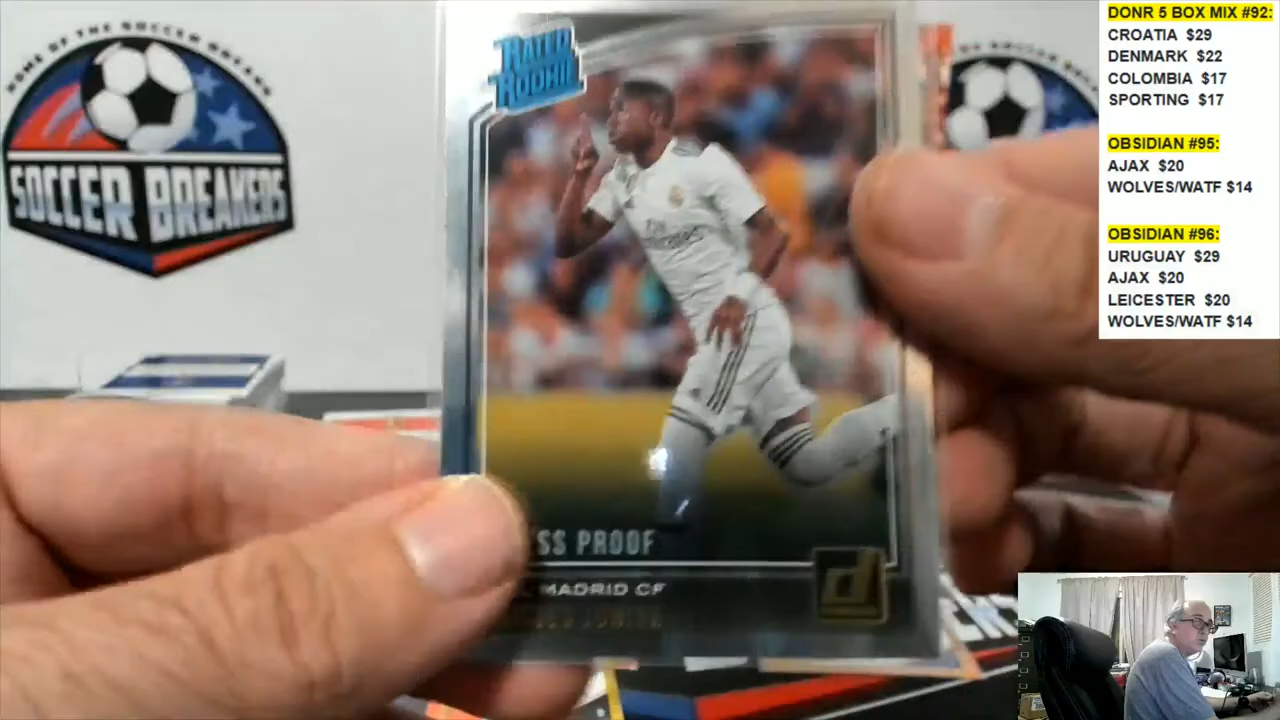 HOME OF THE SOCCER BREAKS
SOCCER BREAKERS
RATED
ROOKIE
Emirates
SS PROOF
MADRID CF
JUNIOR
d
DONR 5 BOX MIX #92:
CROATIA $29
DENMARK $22
COLOMBIA $17
SPORTING $17
OBSIDIAN #95:
AJAX $20
WOLVES/WATF $14
OBSIDIAN #96:
URUGUAY $29
AJAX $20
LEICESTER $20
WOLVES/WATF $14